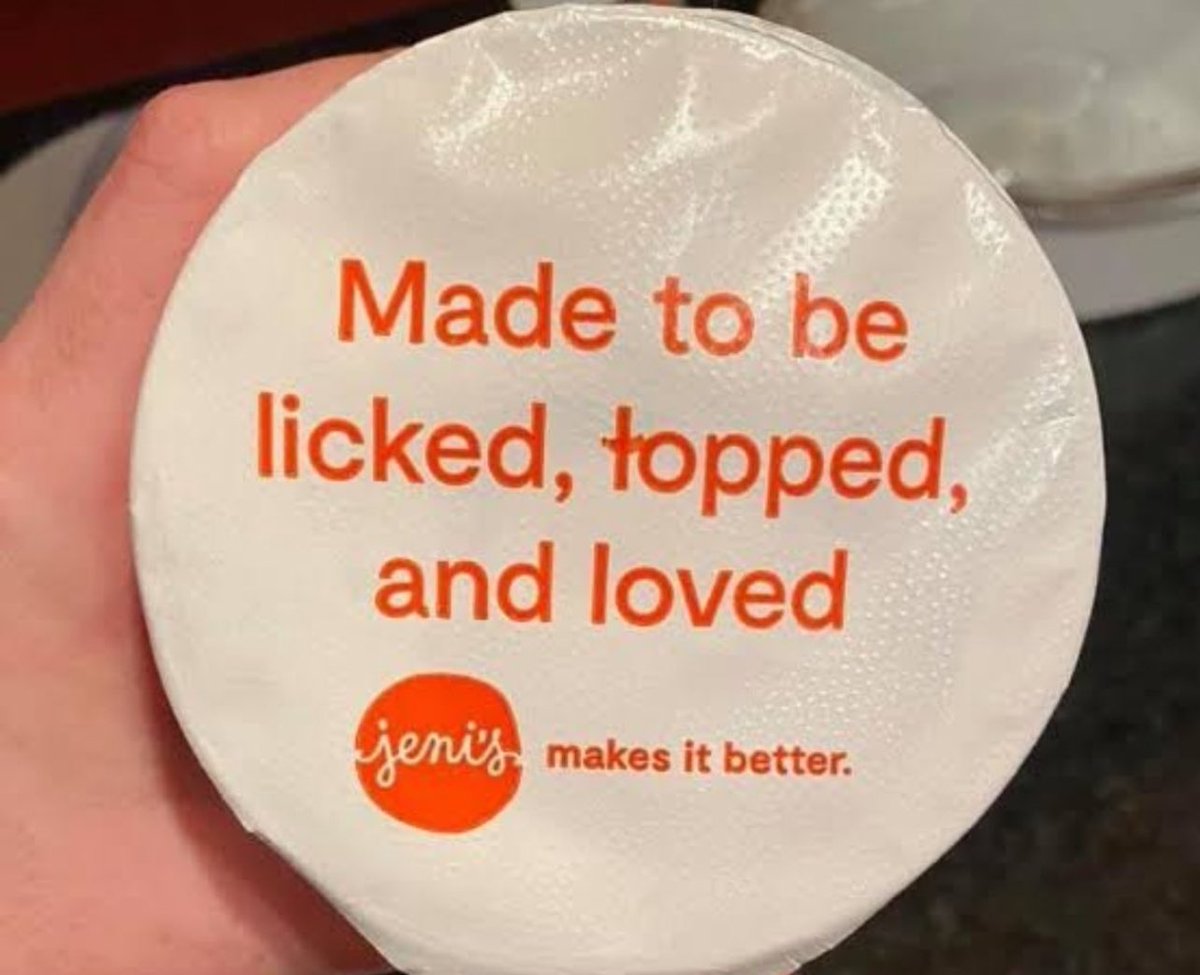 Made to be
licked, topped,
and loved
jeni's makes it better.